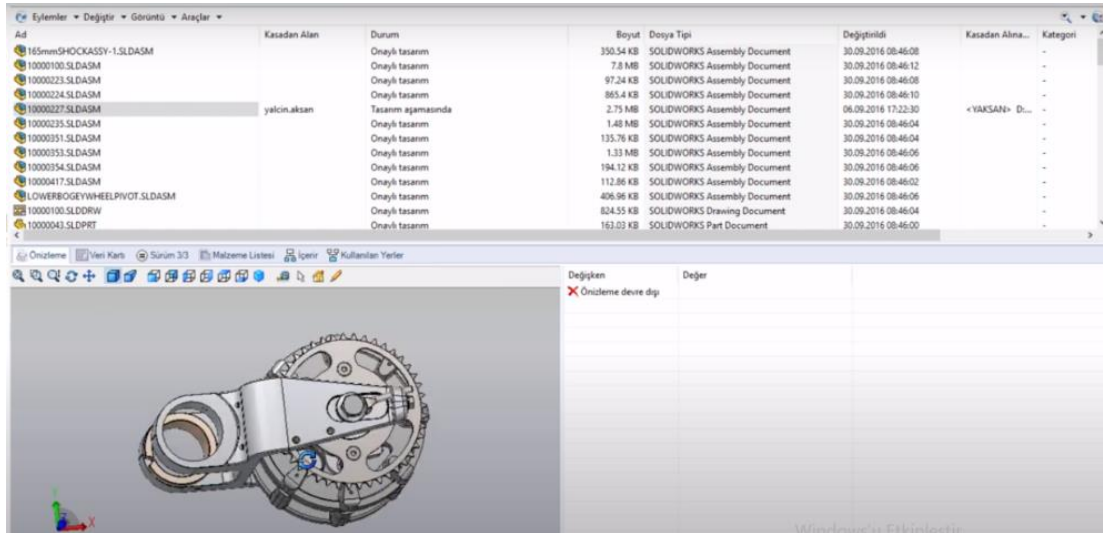 Eylemler Değiştir Görüntü Araçlar
Ad Kasadan Alan Durum Boyut Dosya Tipi Değiştirildi Kasadan Alına... Kategori
165mmSHOCKASSY-1.SLDASM Onaylı tasarım 350.54 KB SOLIDWORKS Assembly Document 30.09.2016 08:46:08 -
10000100.SLDASM Onaylı tasarım 7.8 MB SOLIDWORKS Assembly Document 30.09.2016 08:46:12 -
10000223.SLDASM Onaylı tasarım 97.24 KB SOLIDWORKS Assembly Document 30.09.2016 08:46:08 -
10000224.SLDASM Onaylı tasarım 865.4 KB SOLIDWORKS Assembly Document 30.09.2016 08:46:10 -
10000227.SLDASM yalcin.aksan Tasarım aşamasında 2.75 MB SOLIDWORKS Assembly Document 06.09.2016 17:22:30 <YAKSAN> D:... -
10000235.SLDASM Onaylı tasarım 1.48 MB SOLIDWORKS Assembly Document 30.09.2016 08:46:04 -
10000351.SLDASM Onaylı tasarım 135.76 KB SOLIDWORKS Assembly Document 30.09.2016 08:46:04 -
10000353.SLDASM Onaylı tasarım 1.33 MB SOLIDWORKS Assembly Document 30.09.2016 08:46:06 -
10000354.SLDASM Onaylı tasarım 194.12 KB SOLIDWORKS Assembly Document 30.09.2016 08:46:06 -
10000417.SLDASM Onaylı tasarım 112.86 KB SOLIDWORKS Assembly Document 30.09.2016 08:46:02 -
LOWERBOGEYWHEELPIVOT.SLDASM Onaylı tasarım 406.96 KB SOLIDWORKS Assembly Document 30.09.2016 08:46:06 -
10000100.SLDDRW Onaylı tasarım 824.55 KB SOLIDWORKS Drawing Document 30.09.2016 08:46:04 -
10000043.SLDPRT Onaylı tasarım 163.03 KB SOLIDWORKS Part Document 30.09.2016 08:46:00 -
Önizleme Veri Kartı Sürüm 3/3 Malzeme Listesi İçerir Kullanılan Yerler
Değişken Değer
Önizleme devre dışı
Y
X
Windows'u Etkinleştir